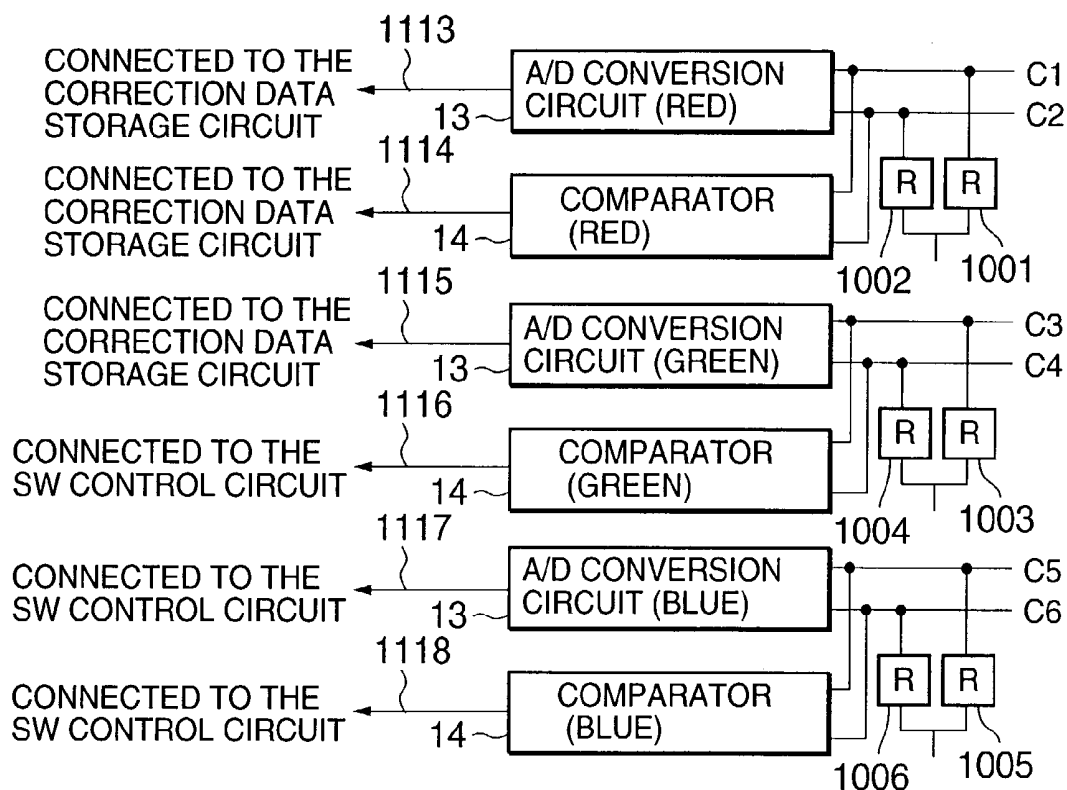 1113
CONNECTED TO THE
CORRECTION DATA
STORAGE CIRCUIT
13
A/D CONVERSION
CIRCUIT (RED)
C1
C2
1114
CONNECTED TO THE
CORRECTION DATA
STORAGE CIRCUIT
14
COMPARATOR
(RED)
R
R
1002
1001
1115
CONNECTED TO THE
CORRECTION DATA
STORAGE CIRCUIT
13
A/D CONVERSION
CIRCUIT (GREEN)
C3
C4
1116
CONNECTED TO THE
SW CONTROL CIRCUIT
14
COMPARATOR
(GREEN)
R
R
1004
1003
1117
CONNECTED TO THE
SW CONTROL CIRCUIT
13
A/D CONVERSION
CIRCUIT (BLUE)
C5
C6
1118
CONNECTED TO THE
SW CONTROL CIRCUIT
14
COMPARATOR
(BLUE)
R
R
1006
1005